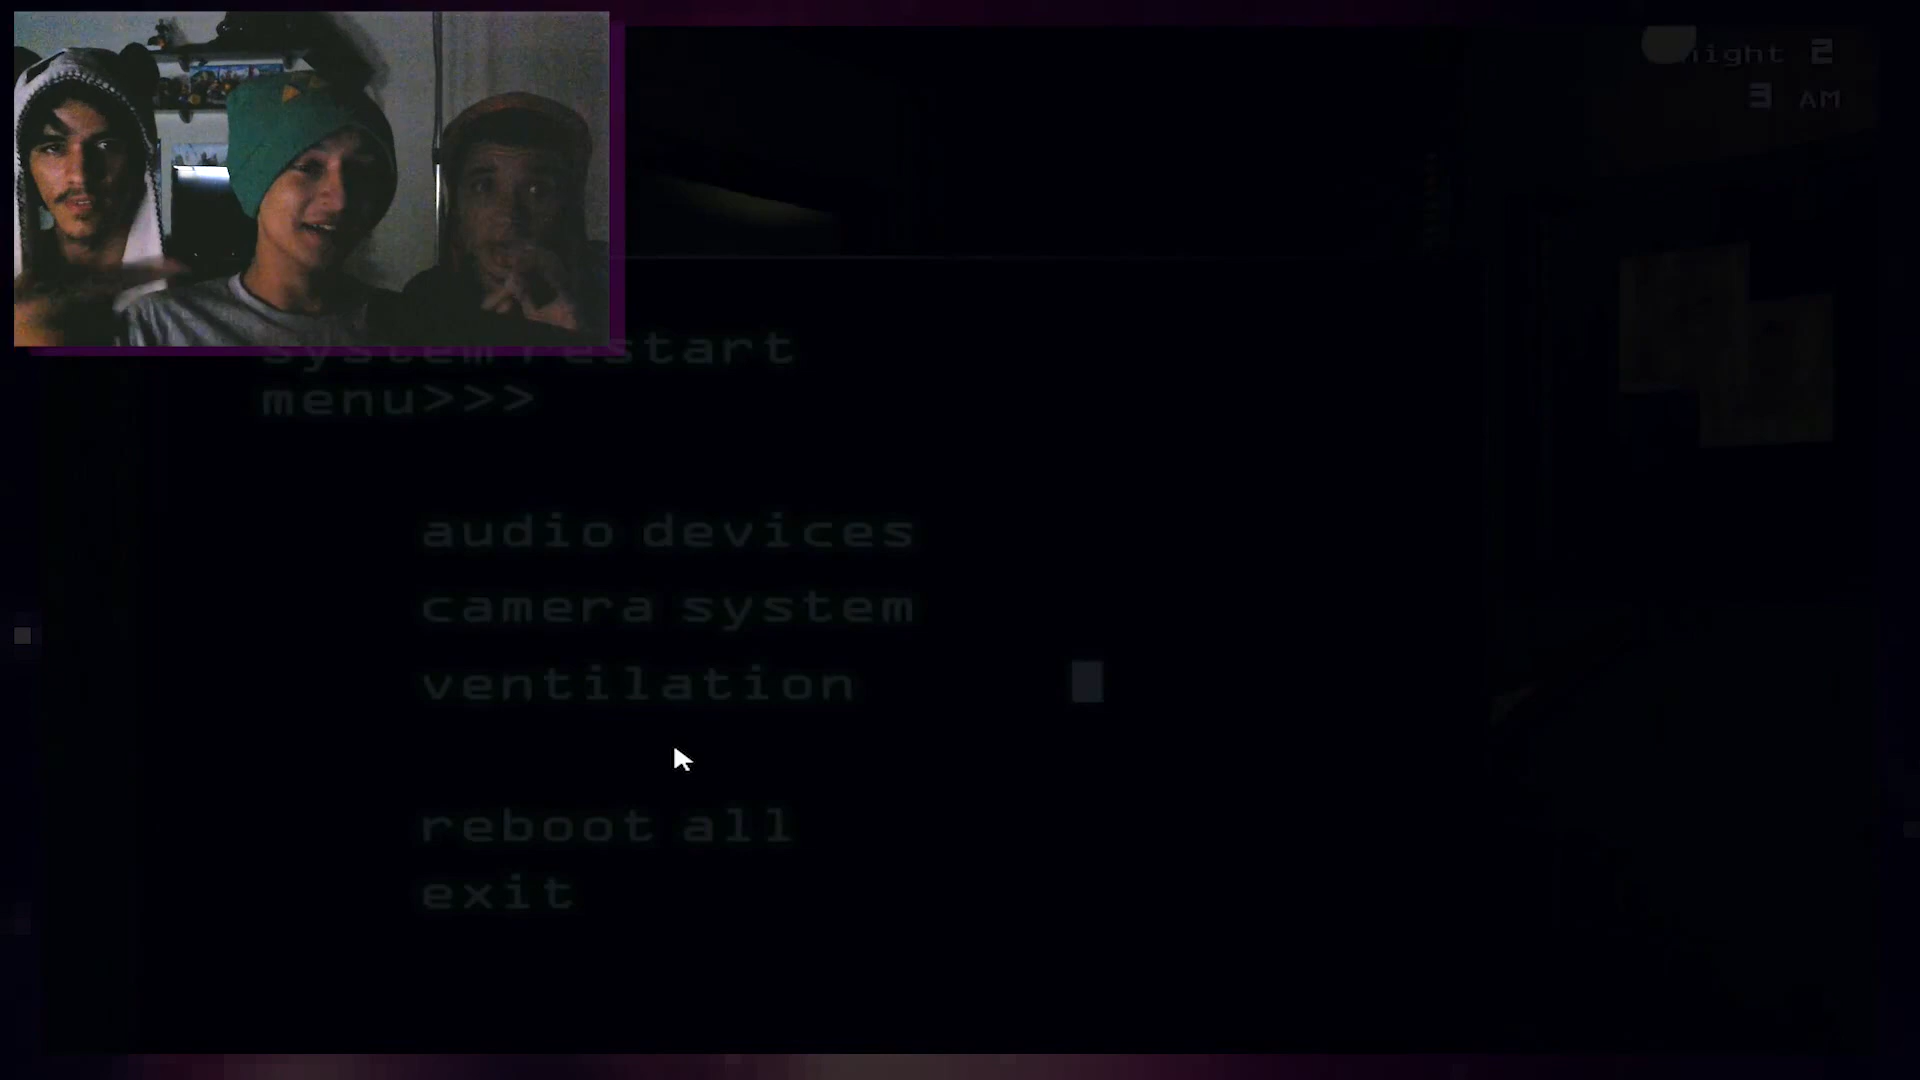 night 2
3 AM
system restart
menu>>>
audio devices
camera system
ventilation
reboot all
exit